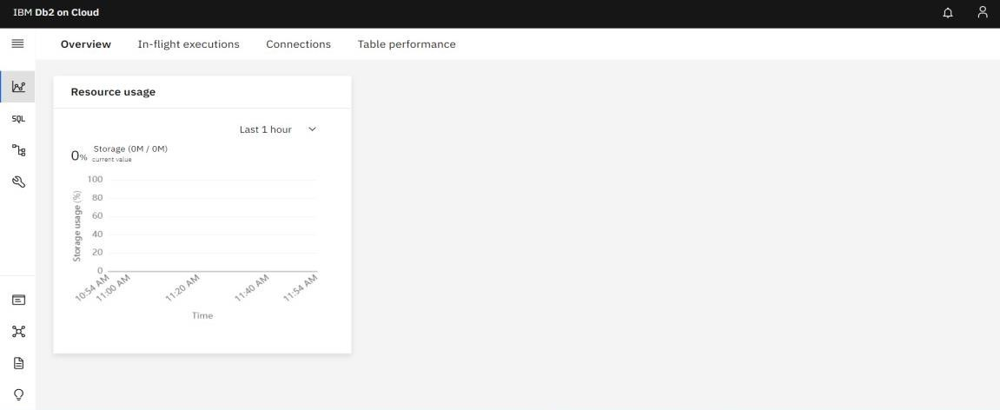 IBM Db2 on Cloud
Overview In-flight executions Connections Table performance
SQL
Resource usage
Last 1 hour
0% Storage (0M / 0M)
current value
100
80
60
40
20
0
Storage usage (%)
10:54 AM 11:00 AM 11:20 AM 11:40 AM 11:54 AM
Time